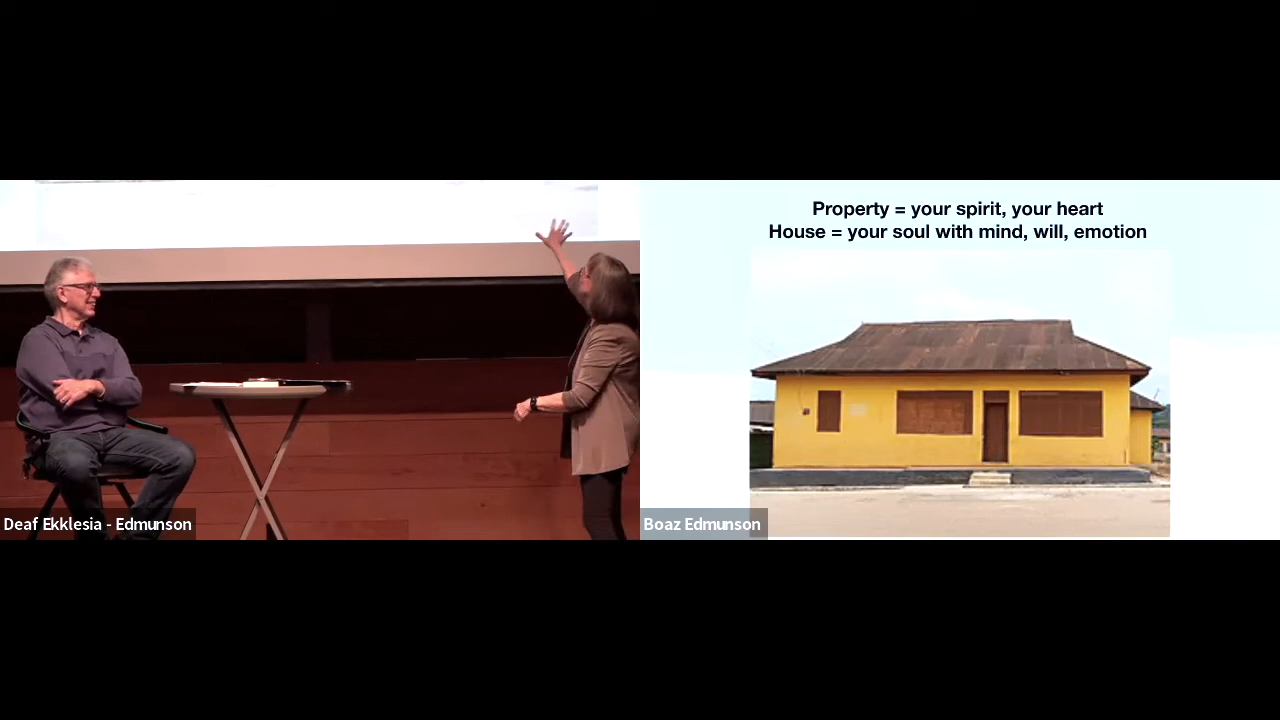 Property = your spirit, your heart
House = your soul with mind, will, emotion
Deaf Ekklesia - Edmunson
Boaz Edmunson